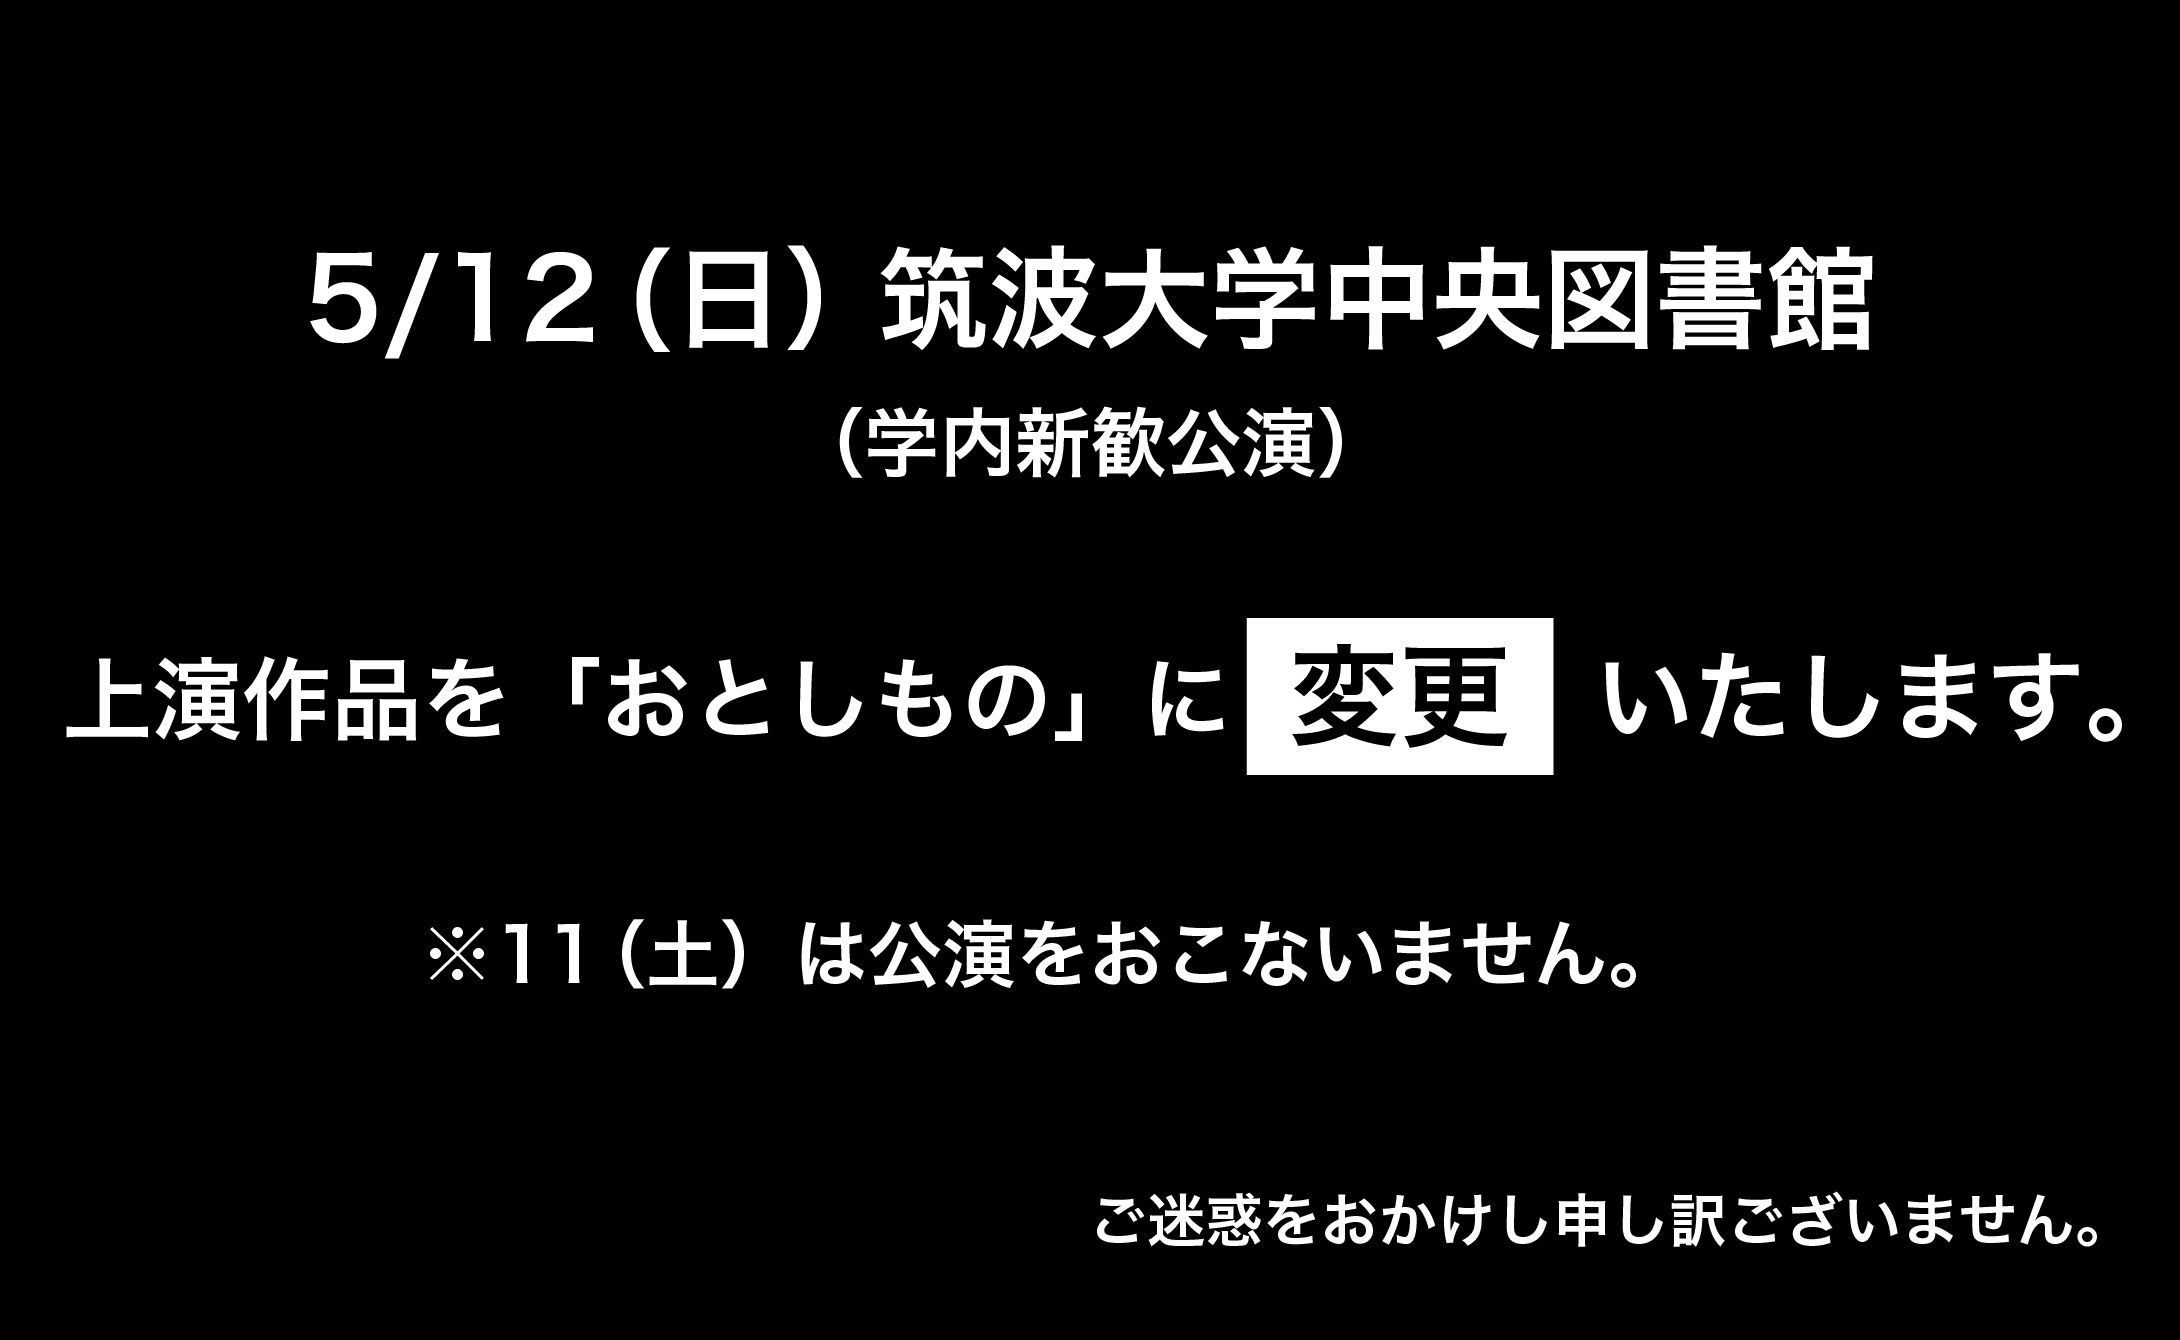 5/12（日）筑波大学中央図書館
（学内新歓公演）
上演作品を「おとしもの」に 変更 いたします。
※11（土）は公演をおこないません。
ご迷惑をおかけし申し訳ございません。